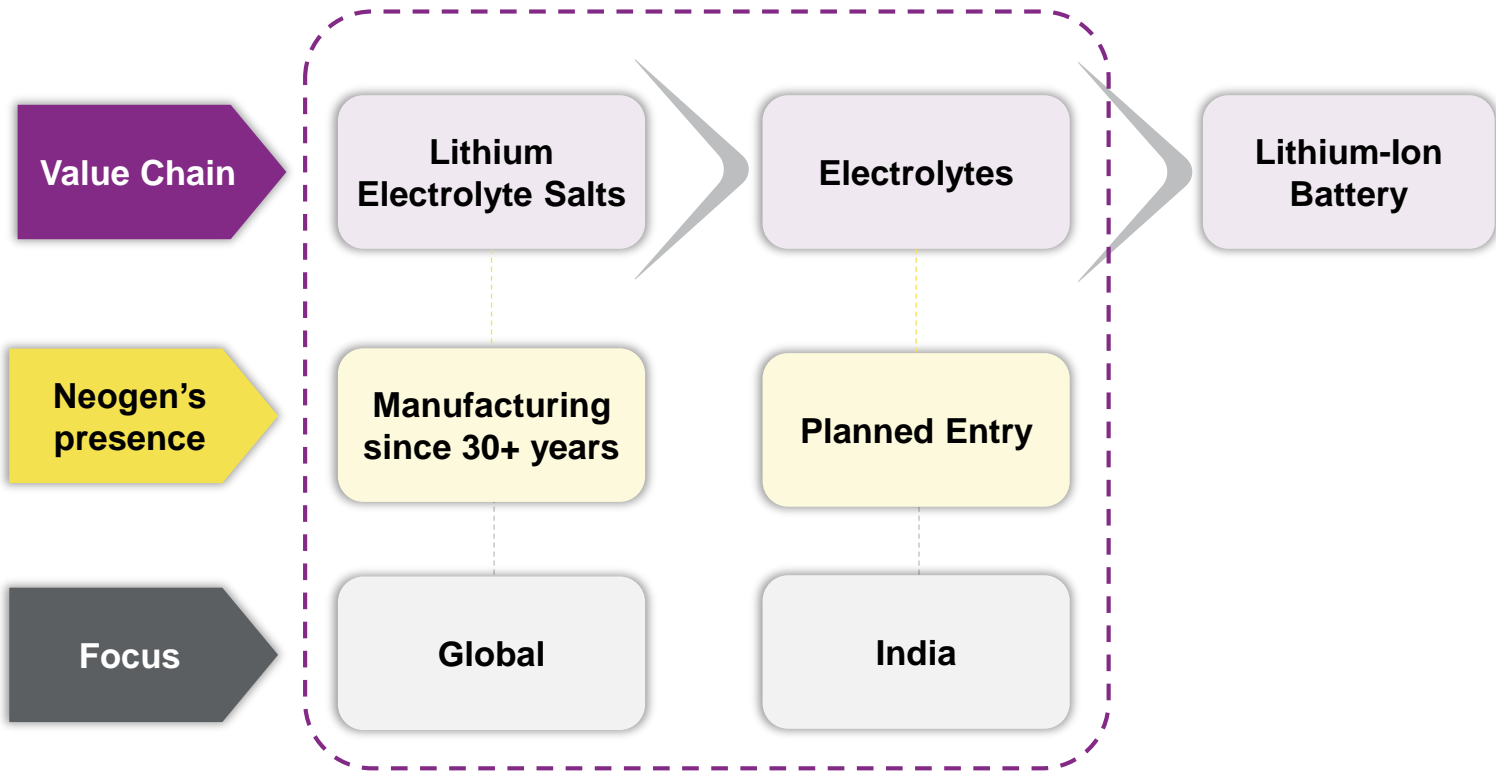 Value Chain
Lithium
Electrolyte Salts
Electrolytes
Lithium-Ion
Battery
Neogen’s
presence
Manufacturing
since 30+ years
Planned Entry
Focus
Global
India